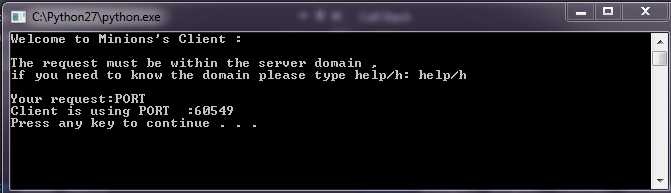 C:\Python27\python.exe
Welcome to Minions's Client :
The request must be within the server domain ,
if you need to know the domain please type help/h: help/h
Your request:PORT
Client is using PORT  :60549
Press any key to continue . . .